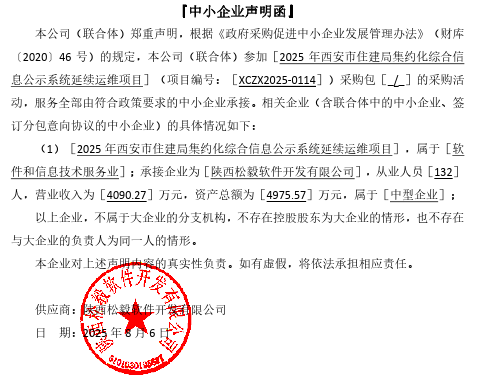 『中小企业声明函』
本公司（联合体）郑重声明，根据《政府采购促进中小企业发展管理办法》（财库
〔2020〕46 号）的规定，本公司（联合体）参加［2025 年西安市住建局集约化综合信
息公示系统延续运维项目］（项目编号：［XCZX2025-0114］）采购包［_/_］的采购活
动，服务全部由符合政策要求的中小企业承接。相关企业（含联合体中的中小企业、签
订分包意向协议的中小企业）的具体情况如下：
（1）［2025 年西安市住建局集约化综合信息公示系统延续运维项目］，属于［软
件和信息技术服务业］；承接企业为［陕西松毅软件开发有限公司］，从业人员［132］
人，营业收入为［4090.27］万元，资产总额为［4975.57］万元，属于［中型企业］；
以上企业，不属于大企业的分支机构，不存在控股股东为大企业的情形，也不存在
与大企业的负责人为同一人的情形。
本企业对上述声明内容的真实性负责。如有虚假，将依法承担相应责任。
供应商：陕西松毅软件开发有限公司
日　期：2025 年 8 月 6 日
陕西松毅软件开发有限公司